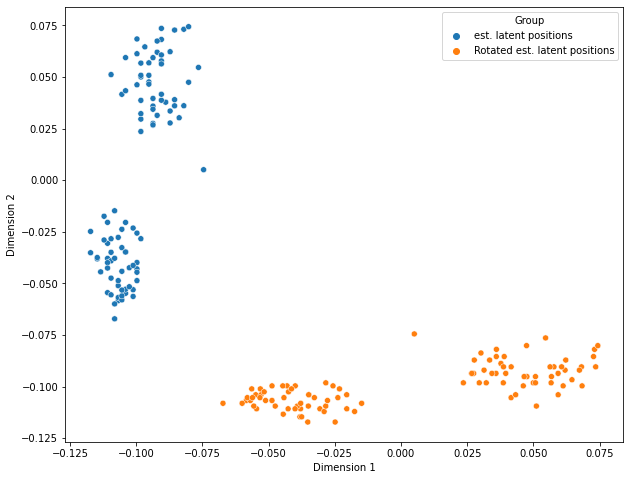 Group
est. latent positions
Rotated est. latent positions
0.075
0.050
0.025
0.000
−0.025
−0.050
−0.075
−0.100
−0.125
Dimension 2
−0.125 −0.100 −0.075 −0.050 −0.025 0.000 0.025 0.050 0.075
Dimension 1